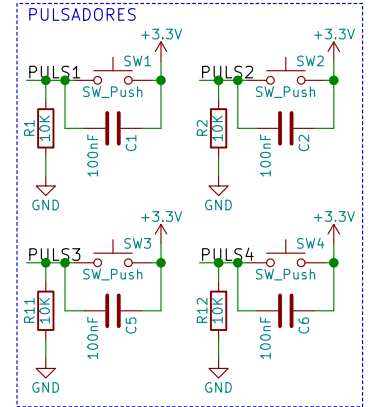 PULSADORES
+3.3V
+3.3V
SW1
SW2
PULS1
PULS2
SW_Push
SW_Push
R1
10K
100nF
C1
R2
10K
100nF
C2
GND
GND
+3.3V
+3.3V
SW3
SW4
PULS3
PULS4
SW_Push
SW_Push
R11
10K
100nF
C5
R12
10K
100nF
C6
GND
GND